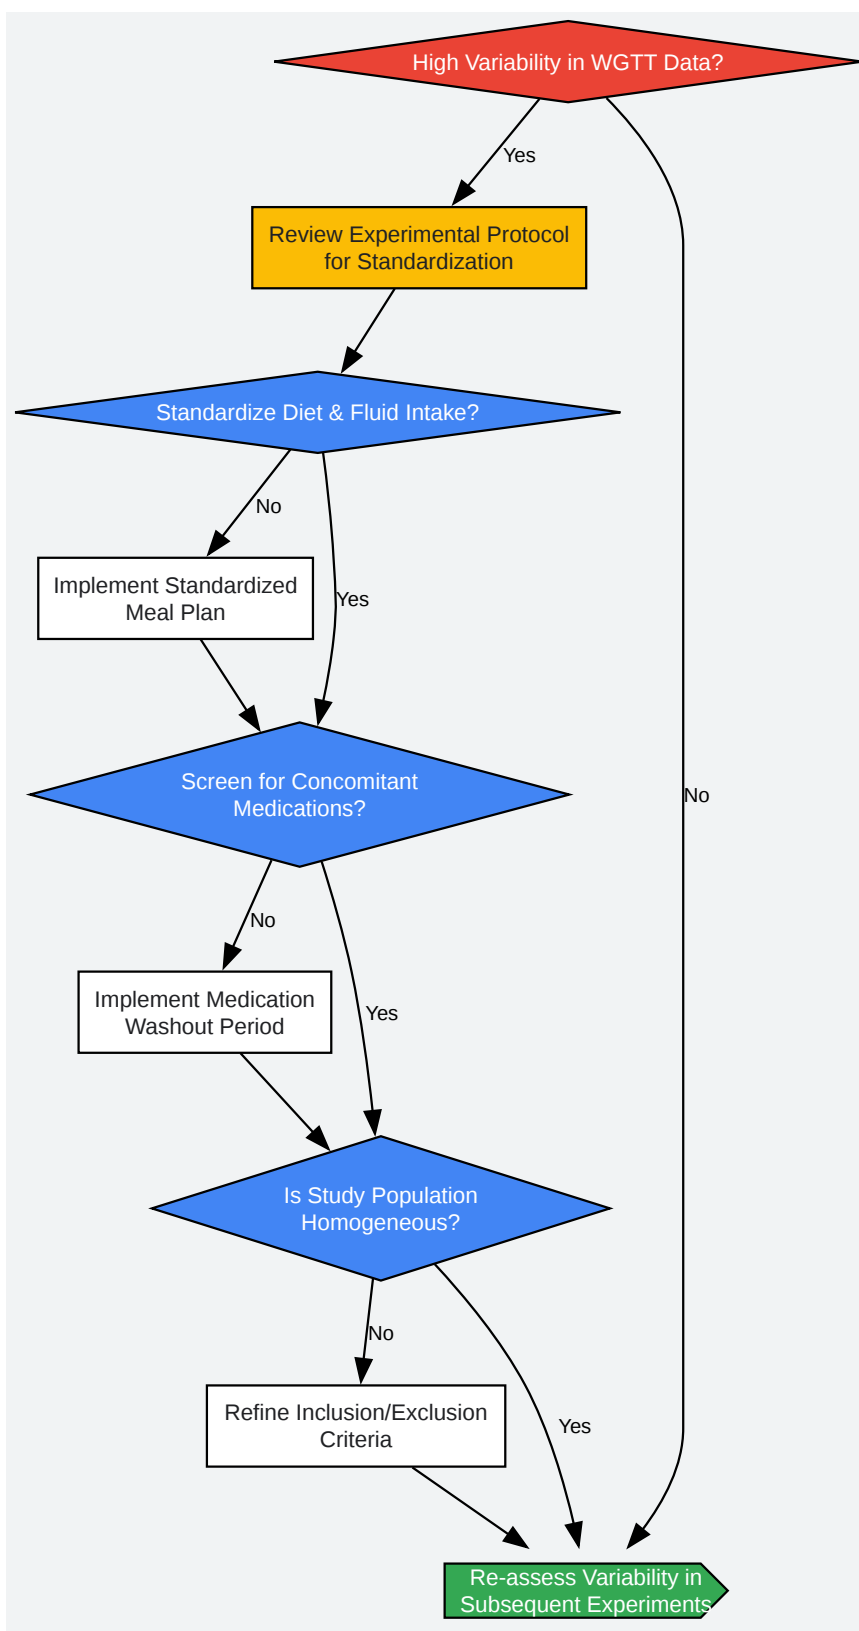 High Variability in WGTT Data?
Yes
Review Experimental Protocol
for Standardization
Standardize Diet & Fluid Intake?
No
Implement Standardized
Meal Plan
Yes
Screen for Concomitant
Medications?
No
No
Implement Medication
Washout Period
Yes
Is Study Population
Homogeneous?
No
Refine Inclusion/Exclusion
Criteria
Yes
Re-assess Variability in
Subsequent Experiments